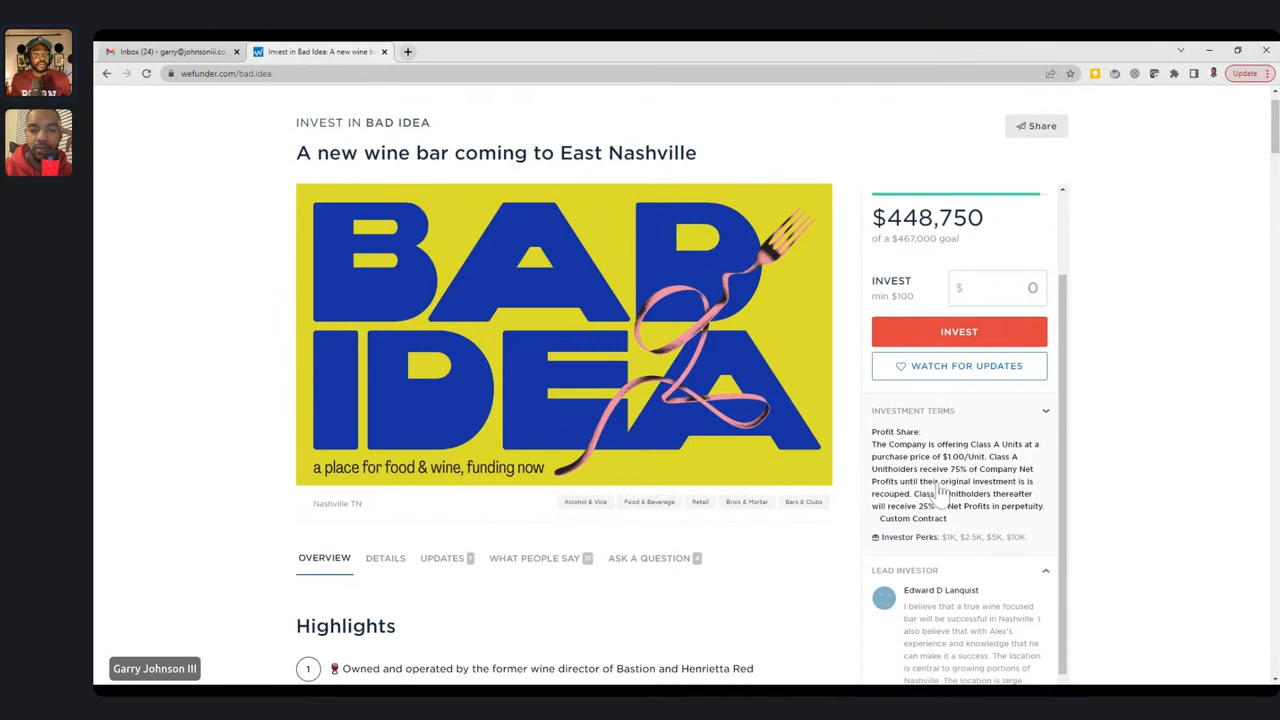 Inbox (24) - garry@johnsoniii.co
Invest in Bad Idea: A new wine b
wefunder.com/bad.idea
Update
INVEST IN BAD IDEA
Share
A new wine bar coming to East Nashville
BAD
IDEA
a place for food & wine, funding now
$448,750
of a $467,000 goal
INVEST
min $100
$ 0
INVEST
WATCH FOR UPDATES
INVESTMENT TERMS
Profit Share:
The Company is offering Class A Units at a
purchase price of $1.00/Unit. Class A
Unitholders receive 75% of Company Net
Profits until their original investment is is
recouped. Class nitholders thereafter
will receive 25% Net Profits in perpetuity.
Custom Contract
Investor Perks: $1K, $2.5K, $5K, $10K
Nashville TN
Alcohol & Vice
Food & Beverage
Retail
Brick & Mortar
Bars & Clubs
OVERVIEW
DETAILS
UPDATES 1
WHAT PEOPLE SAY 31
ASK A QUESTION 4
LEAD INVESTOR
Edward D Lanquist
I believe that a true wine focused
bar will be successful in Nashville. I
also believe that with Alex's
experience and knowledge that he
can make it a success. The location
is central to growing portions of
Nashville. The location is large
Highlights
1 Owned and operated by the former wine director of Bastion and Henrietta Red
Garry Johnson III